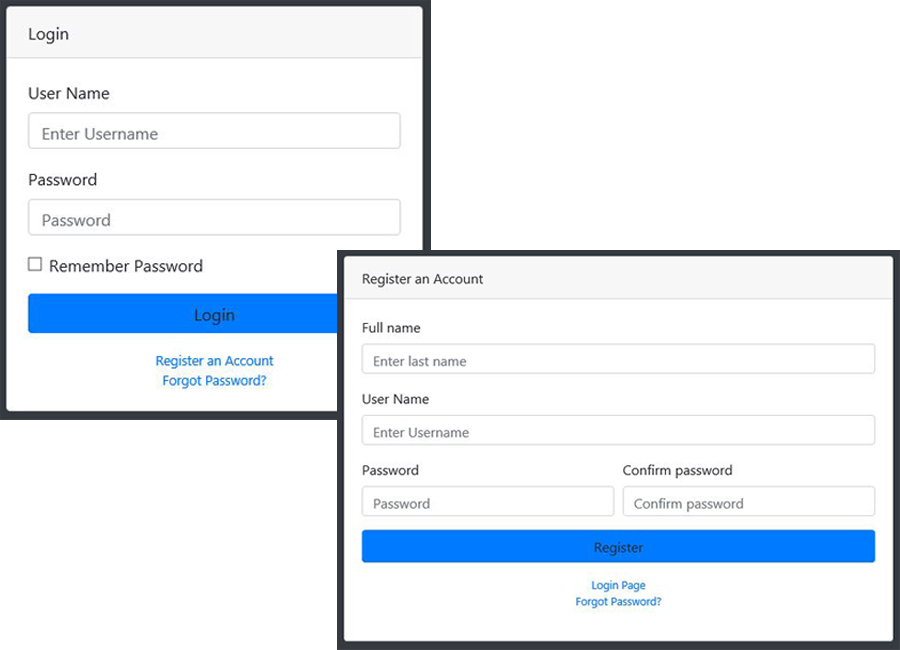 Login
User Name
Enter Username
Password
Password
Remember Password
Login
Register an Account
Forgot Password?
Register an Account
Full name
Enter last name
User Name
Enter Username
Password Confirm password
Password Confirm password
Register
Login Page
Forgot Password?